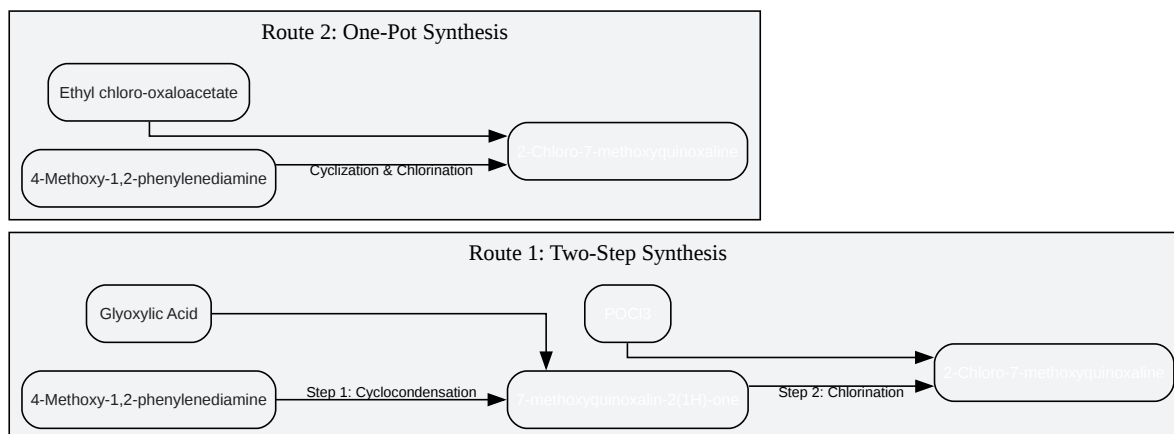 Route 2: One-Pot Synthesis
Ethyl chloro-oxaloacetate
2-Chloro-7-methoxyquinoxaline
4-Methoxy-1,2-phenylenediamine
Cyclization & Chlorination
Route 1: Two-Step Synthesis
Glyoxylic Acid
POCl3
2-Chloro-7-methoxyquinoxaline
4-Methoxy-1,2-phenylenediamine
Step 1: Cyclocondensation
7-methoxyquinoxalin-2(1H)-one
Step 2: Chlorination